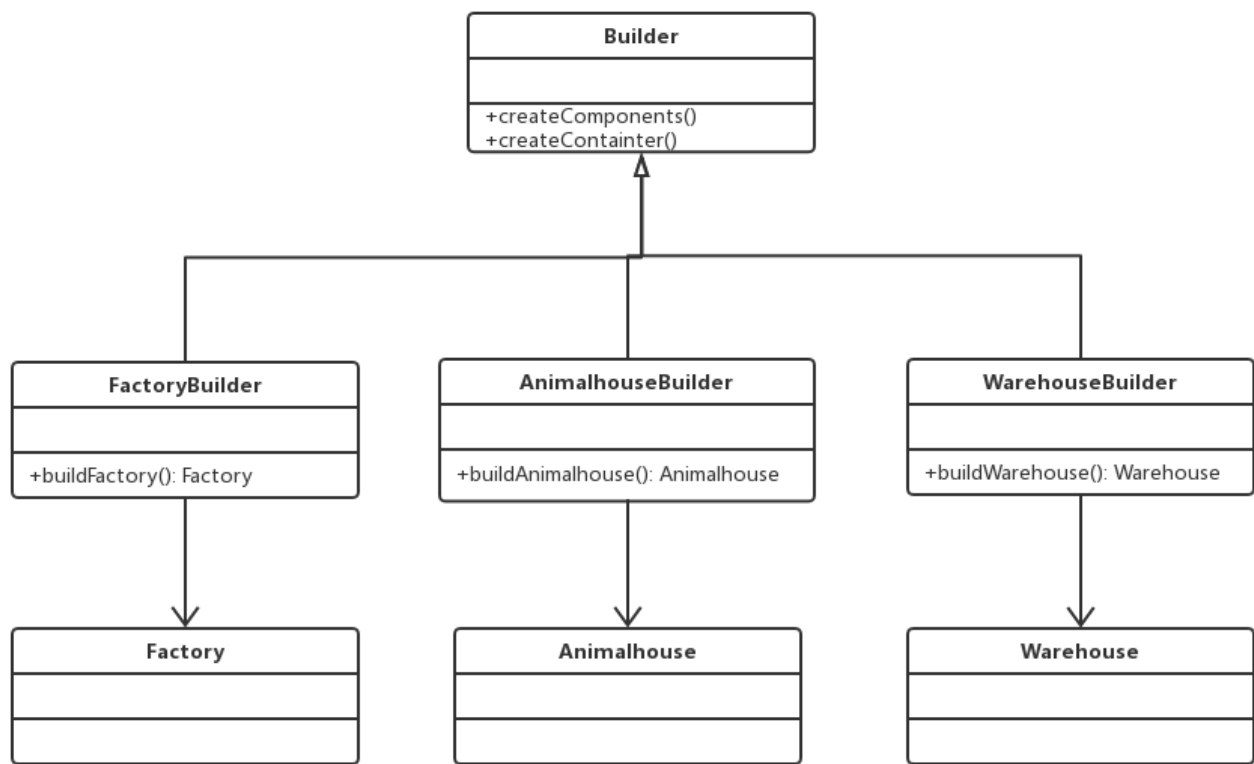 Builder
+createComponents()
+createContainter()
FactoryBuilder
+buildFactory(): Factory
AnimalhouseBuilder
+buildAnimalhouse(): Animalhouse
WarehouseBuilder
+buildWarehouse(): Warehouse
Factory
Animalhouse
Warehouse